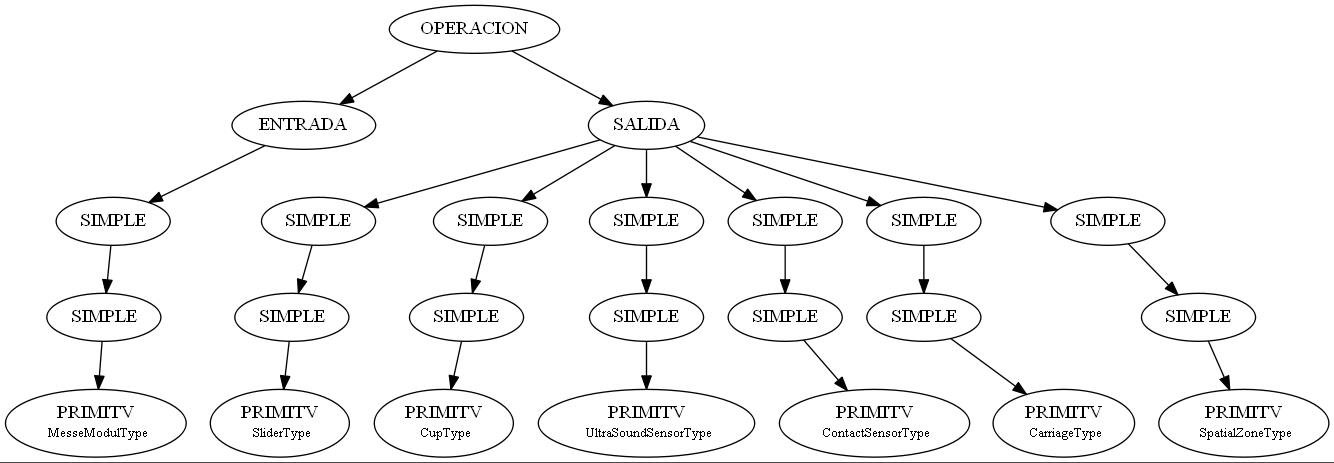 OPERACION
ENTRADA
SALIDA
SIMPLE
SIMPLE
SIMPLE
SIMPLE
SIMPLE
SIMPLE
SIMPLE
SIMPLE
SIMPLE
SIMPLE
SIMPLE
SIMPLE
SIMPLE
SIMPLE
PRIMITV
MesseModulType
PRIMITV
SliderType
PRIMITV
CupType
PRIMITV
UltraSoundSensorType
PRIMITV
ContactSensorType
PRIMITV
CarriageType
PRIMITV
SpatialZoneType